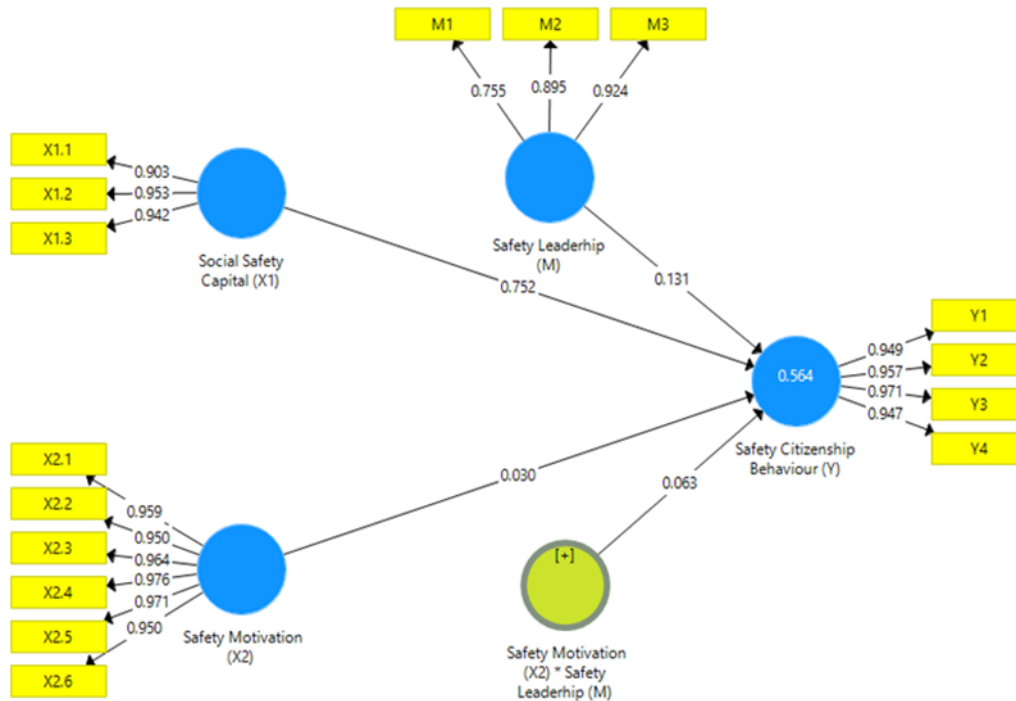 M1
M2
M3
0.755
0.895
0.924
X1.1
X1.2
X1.3
0.903
0.953
0.942
Social Safety
Capital (X1)
Safety Leaderhip
(M)
0.752
0.131
Y1
Y2
Y3
Y4
0.949
0.957
0.971
0.947
0.564
Safety Citizenship
Behaviour (Y)
X2.1
X2.2
X2.3
X2.4
X2.5
X2.6
0.959
0.950
0.964
0.976
0.971
0.950
Safety Motivation
(X2)
0.030
0.063
[+]
Safety Motivation
(X2) * Safety
Leaderhip (M)